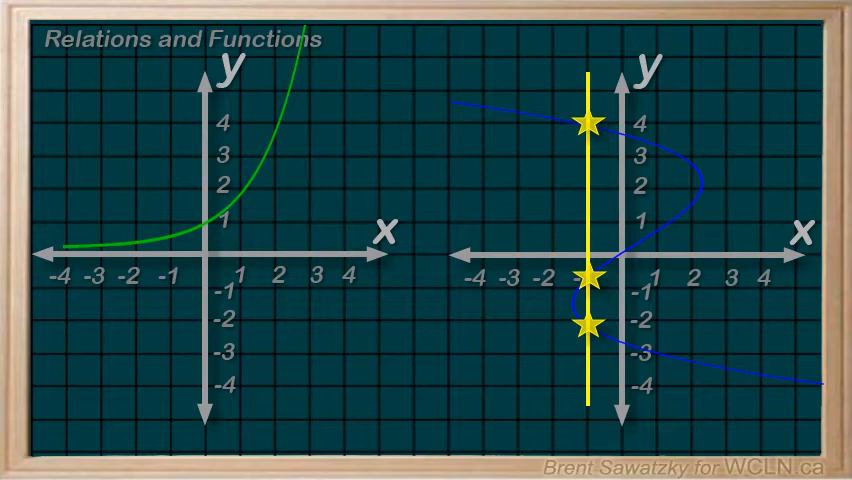 Relations and Functions
y
4
3
2
1
x
-4 -3 -2 -1 1 2 3 4
-1
-2
-3
-4
y
4
3
2
1
x
-4 -3 -2 - 1 2 3 4
-1
-2
-3
-4
Brent Sawatzky for WCLN.ca